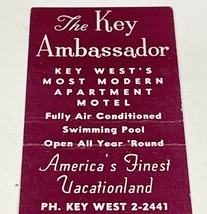 The Key
Ambassador
KEY WEST'S
MOST MODERN
APARTMENT
MOTEL
Fully Air Conditioned
Swimming Pool
Open All Year 'Round
America's Finest
Vacationland
PH. KEY WEST 2-2441